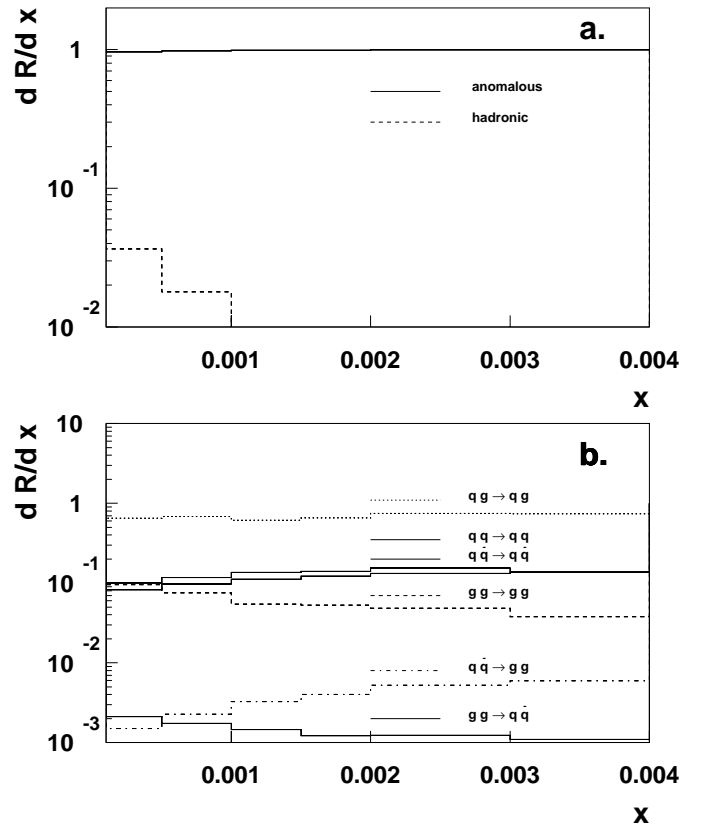 d R/d x
a.
1
10 -1
10 -2
anomalous
hadronic
0.001 0.002 0.003 0.004
x
d R/d x
b.
10
1
10 -1
10 -2
10 -3
q g → q g
q q → q q
q q̄ → q q̄
g g → g g
q q̄ → g g
g g → q q̄
0.001 0.002 0.003 0.004
x